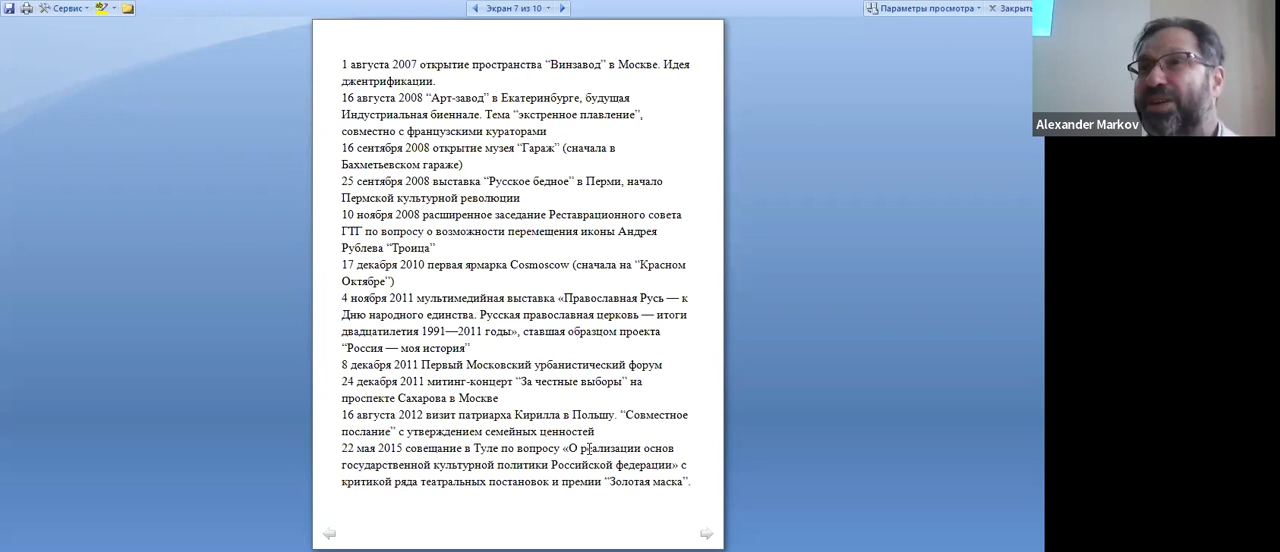 Сервис
Экран 7 из 10
Параметры просмотра
Закрыть
1 августа 2007 открытие пространства “Винзавод” в Москве. Идея
джентрификации.
16 августа 2008 “Арт-завод” в Екатеринбурге, будущая
Индустриальная биеннале. Тема “экстренное плавление”,
совместно с французскими кураторами
16 сентября 2008 открытие музея “Гараж” (сначала в
Бахметьевском гараже)
25 сентября 2008 выставка “Русское бедное” в Перми, начало
Пермской культурной революции
10 ноября 2008 расширенное заседание Реставрационного совета
ГТГ по вопросу о возможности перемещения иконы Андрея
Рублева “Троица”
17 декабря 2010 первая ярмарка Cosmoscow (сначала на “Красном
Октябре”)
4 ноября 2011 мультимедийная выставка «Православная Русь — к
Дню народного единства. Русская православная церковь — итоги
двадцатилетия 1991—2011 годы», ставшая образцом проекта
“Россия — моя история”
8 декабря 2011 Первый Московский урбанистический форум
24 декабря 2011 митинг-концерт “За честные выборы” на
проспекте Сахарова в Москве
16 августа 2012 визит патриарха Кирилла в Польшу. “Совместное
послание” с утверждением семейных ценностей
22 мая 2015 совещание в Туле по вопросу «О реализации основ
государственной культурной политики Российской федерации» с
критикой ряда театральных постановок и премии “Золотая маска”.
Alexander Markov